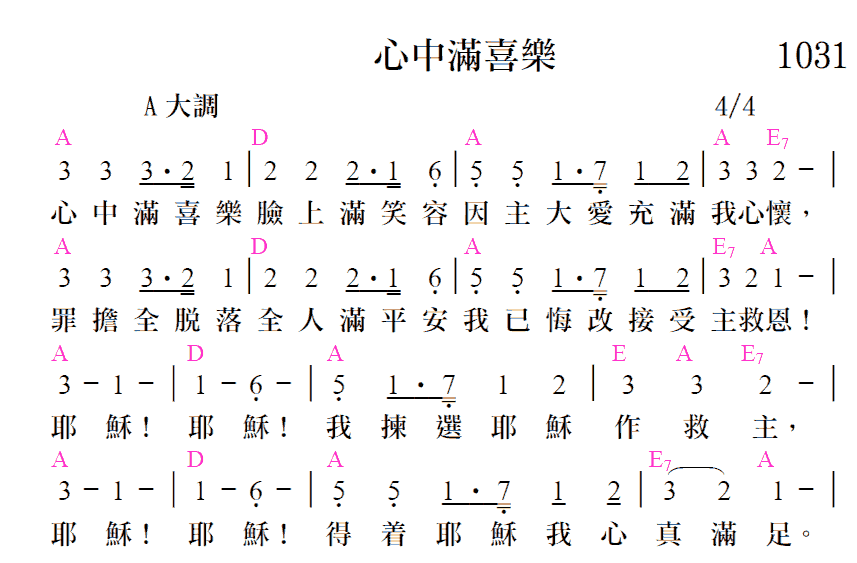 心中滿喜樂 1031
A 大調 4/4
A D A A E7
3 3 3·2 1 | 2 2 2·1 6 | 5 5 1·7 1 2 | 3 3 2 - |
心中滿喜樂臉上滿笑容因主大愛充滿我心懷，
A D A E7 A
3 3 3·2 1 | 2 2 2·1 6 | 5 5 1·7 1 2 | 3 2 1 - |
罪擔全脱落全人滿平安我已悔改接受主救恩！
A D A E A E7
3 - 1 - | 1 - 6 - | 5 1·7 1 2 | 3 3 2 - |
耶穌！耶穌！我揀選耶穌作救主，
A D A E7 A
3 - 1 - | 1 - 6 - | 5 5 1·7 1 2 | 3 2 1 - |
耶穌！耶穌！得着耶穌我心真滿足。